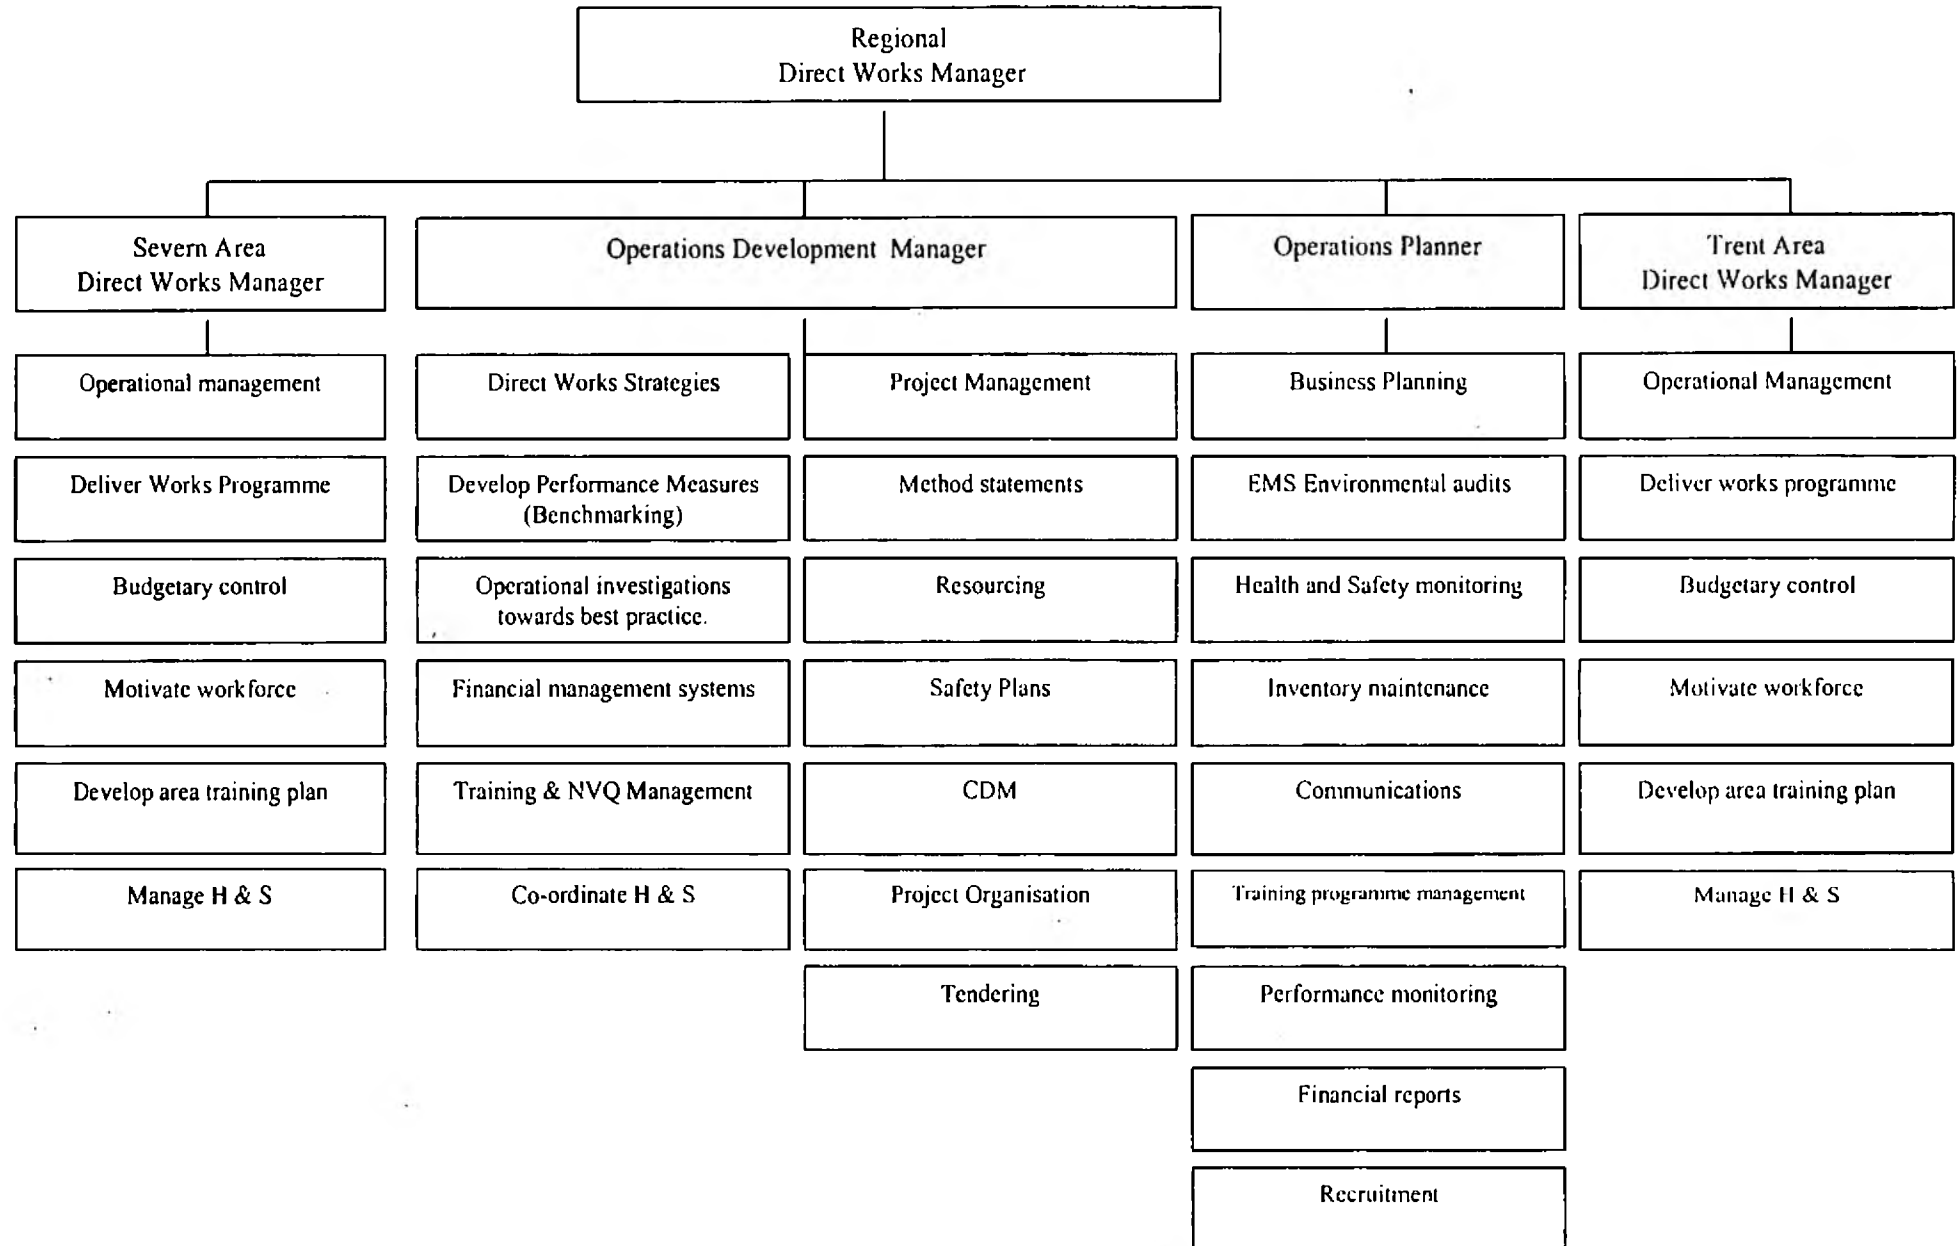 Regional
Direct Works Manager
Severn Area
Direct Works Manager
Operations Development Manager
Operations Planner
Trent Area
Direct Works Manager
Operational management
Direct Works Strategies
Project Management
Business Planning
Operational Management
Deliver Works Programme
Develop Performance Measures
(Benchmarking)
Method statements
EMS Environmental audits
Deliver works programme
Budgetary control
Operational investigations
towards best practice.
Resourcing
Health and Safety monitoring
Budgetary control
Motivate workforce
Financial management systems
Safety Plans
Inventory maintenance
Motivate workforce
Develop area training plan
Training & NVQ Management
CDM
Communications
Develop area training plan
Manage H & S
Co-ordinate H & S
Project Organisation
Training programme management
Manage H & S
Tendering
Performance monitoring
Financial reports
Recruitment